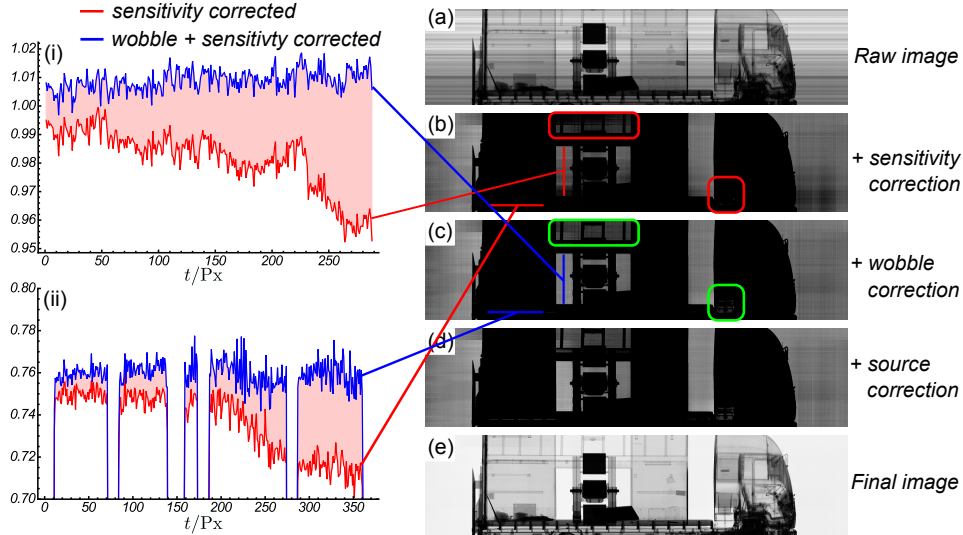 sensitivity corrected
wobble + sensitivty corrected
(i)
1.02
1.01
1.00
0.99
0.98
0.97
0.96
0.95
0 50 100 150 200 250
t/Px
(ii)
0.80
0.78
0.76
0.74
0.72
0.70
0 50 100 150 200 250 300 350
t/Px
(a)
Raw image
(b)
+ sensitivity
correction
(c)
+ wobble
correction
(d)
+ source
correction
(e)
Final image